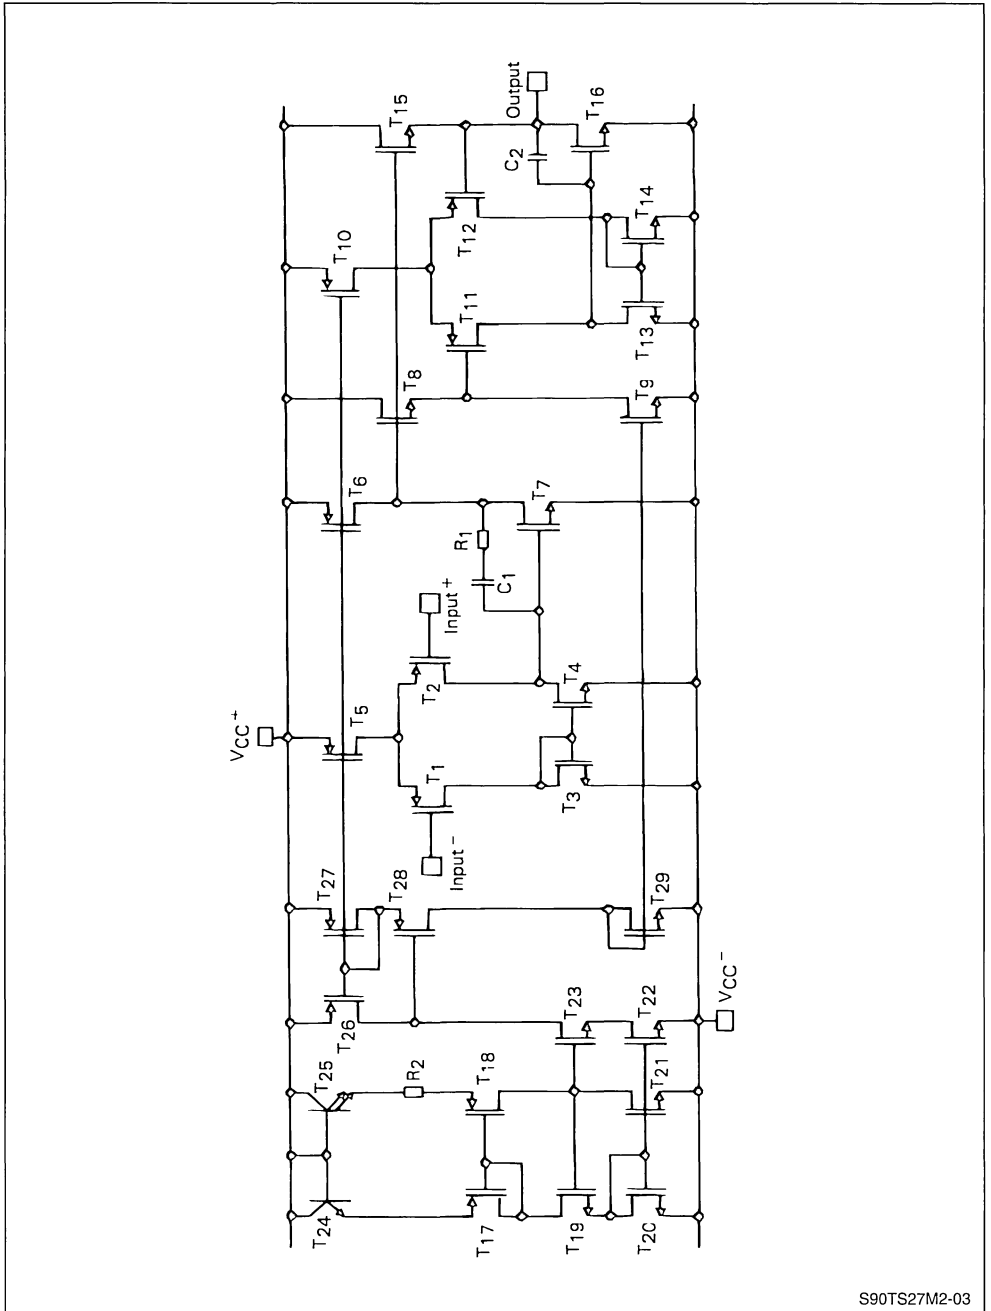 Output
T15
T16
C2
T10
T12
T14
T11
T13
T8
T9
T6
R1
T7
C1
Input+
VCC+
T5
T2
T4
T1
T3
Input-
T27
T28
T29
T26
T23
T22
VCC-
T25
R2
T18
T21
T24
T17
T19
T20
S90TS27M2-03